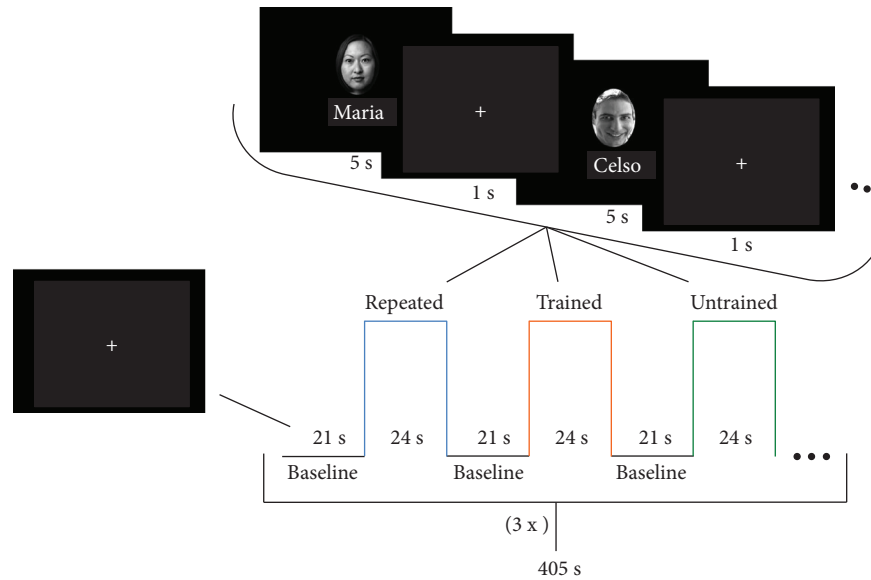 Maria
+
5 s
Celso
+
1 s
5 s
1 s
Repeated
Trained
Untrained
+
21 s
24 s
21 s
24 s
21 s
24 s
Baseline
Baseline
Baseline
(3 x )
405 s